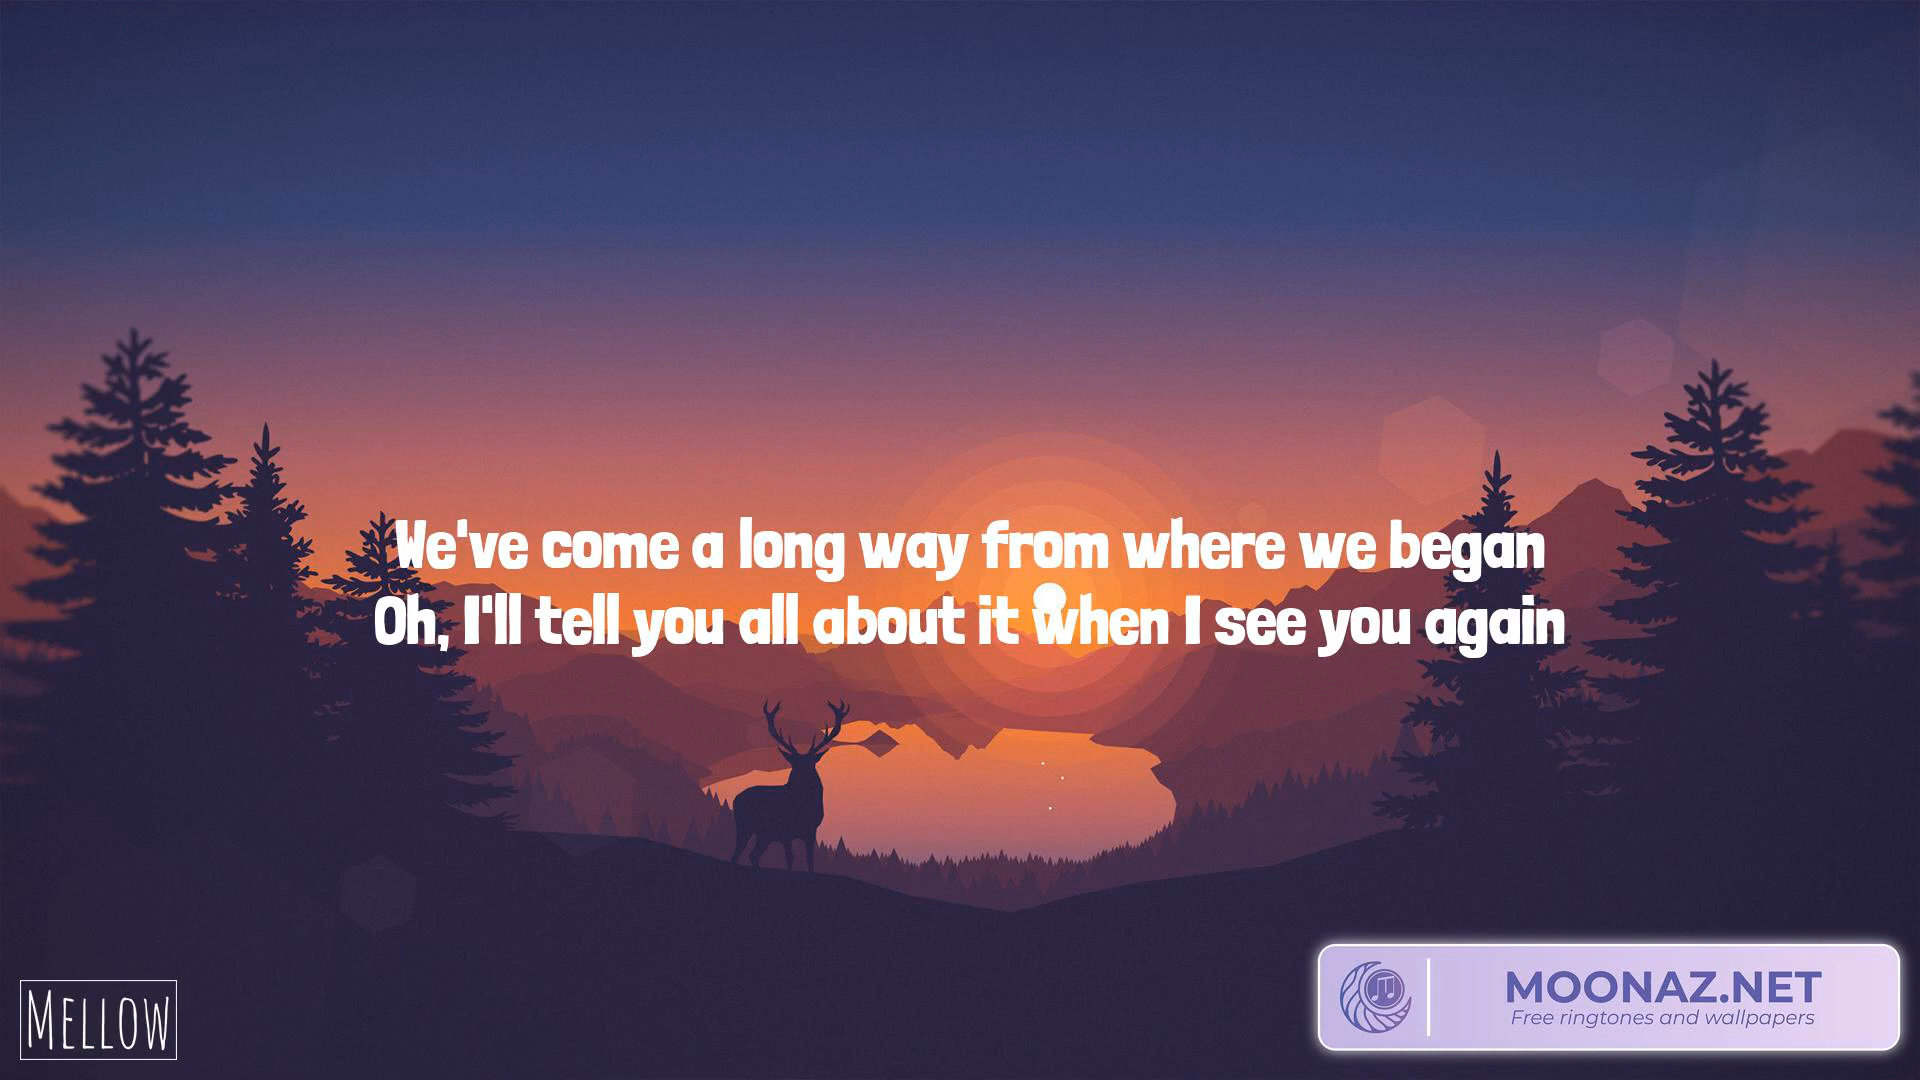 We've come a long way from where we began
Oh, I'll tell you all about it when I see you again
MELLOW
MOONAZ.NET
Free ringtones and wallpapers